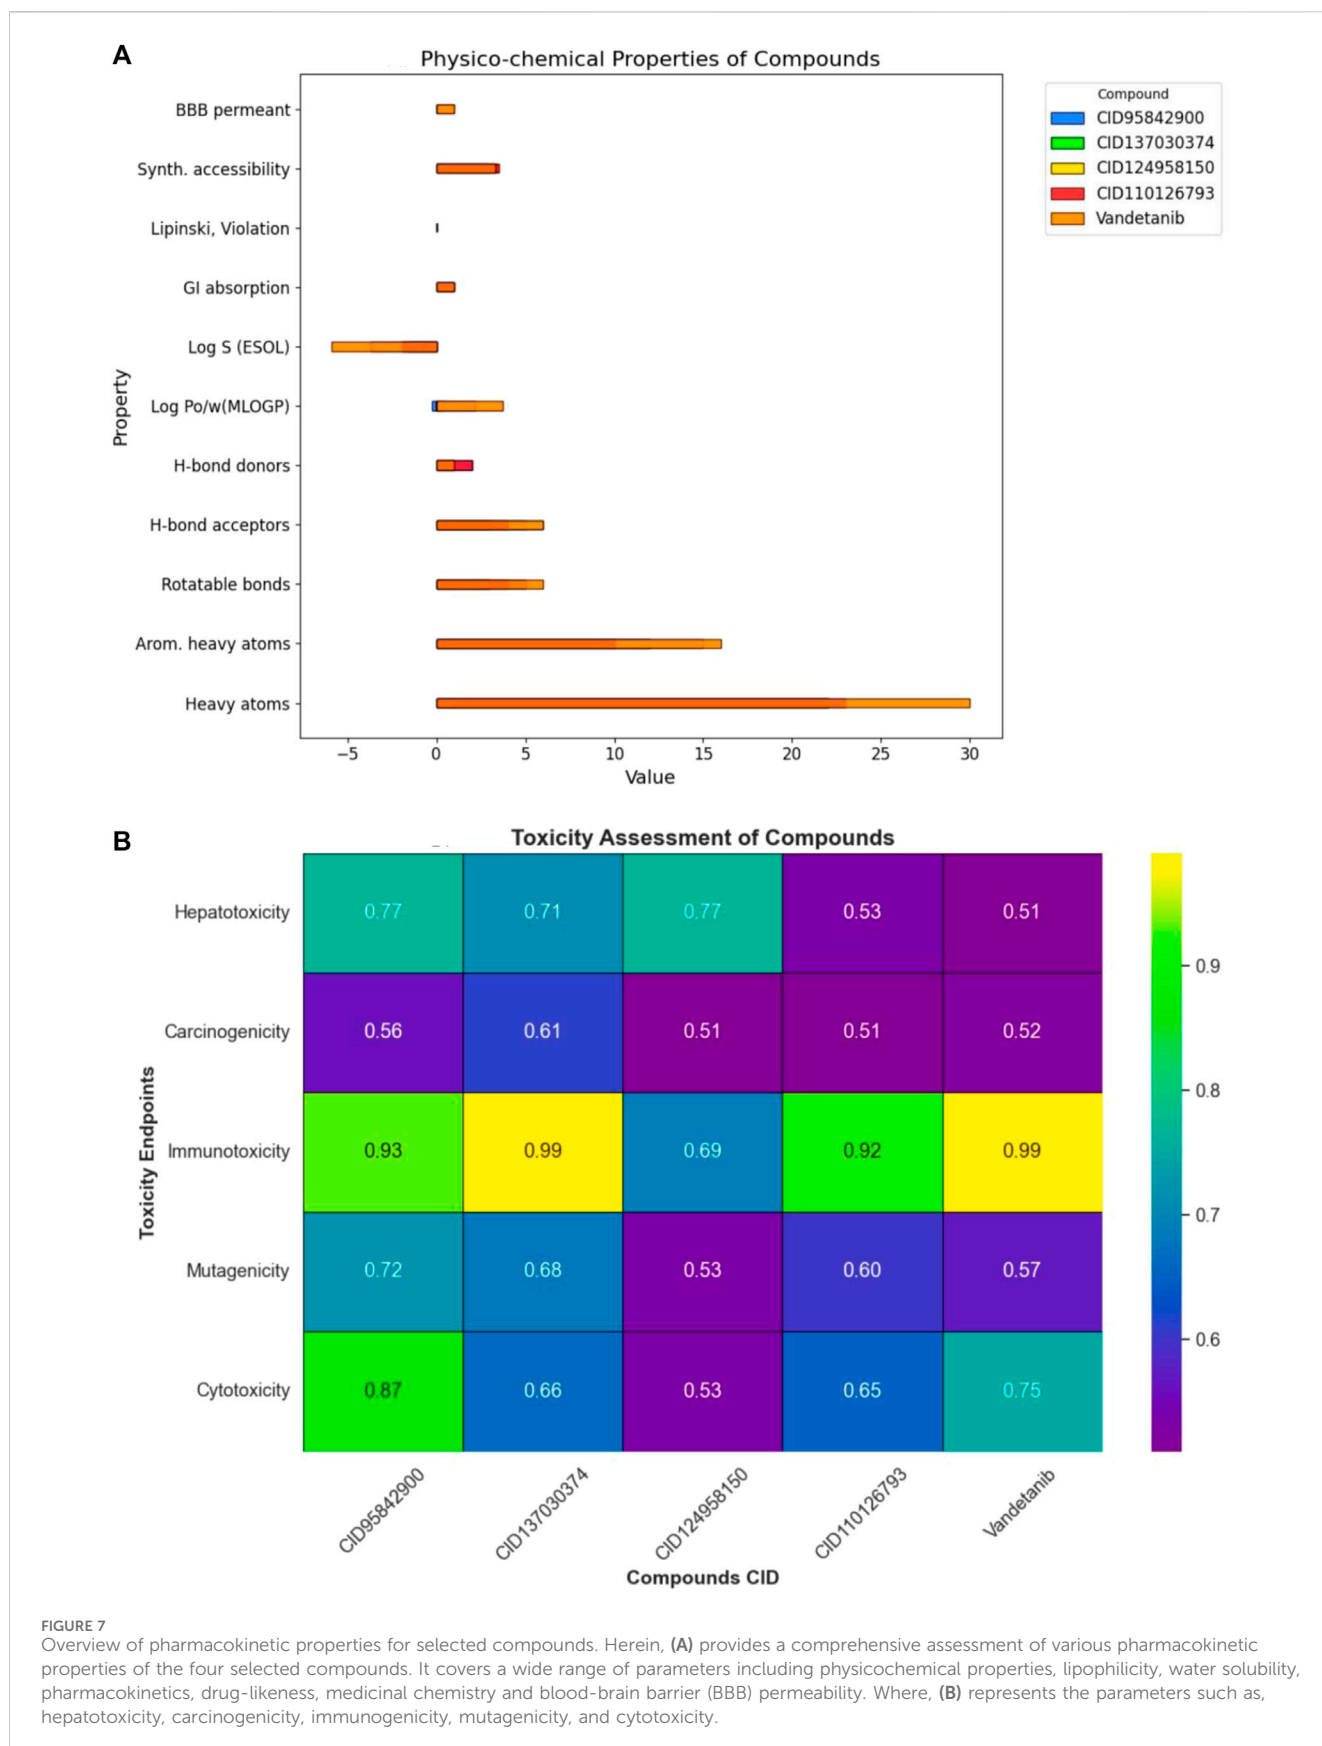 A
Physico-chemical Properties of Compounds
BBB permeant
Synth. accessibility
Lipinski, Violation
GI absorption
Log S (ESOL)
Log Po/w(MLOGP)
H-bond donors
H-bond acceptors
Rotatable bonds
Arom. heavy atoms
Heavy atoms
Property
−5 0 5 10 15 20 25 30
Value
Compound
CID95842900
CID137030374
CID124958150
CID110126793
Vandetanib
B
Toxicity Assessment of Compounds
Hepatotoxicity 0.77 0.71 0.77 0.53 0.51
Carcinogenicity 0.56 0.61 0.51 0.51 0.52
Immunotoxicity 0.93 0.99 0.69 0.92 0.99
Mutagenicity 0.72 0.68 0.53 0.60 0.57
Cytotoxicity 0.87 0.66 0.53 0.65 0.75
Toxicity Endpoints
CID95842900 CID137030374 CID124958150 CID110126793 Vandetanib
Compounds CID
0.9
0.8
0.7
0.6
FIGURE 7
Overview of pharmacokinetic properties for selected compounds. Herein, (A) provides a comprehensive assessment of various pharmacokinetic
properties of the four selected compounds. It covers a wide range of parameters including physicochemical properties, lipophilicity, water solubility,
pharmacokinetics, drug-likeness, medicinal chemistry and blood-brain barrier (BBB) permeability. Where, (B) represents the parameters such as,
hepatotoxicity, carcinogenicity, immunogenicity, mutagenicity, and cytotoxicity.